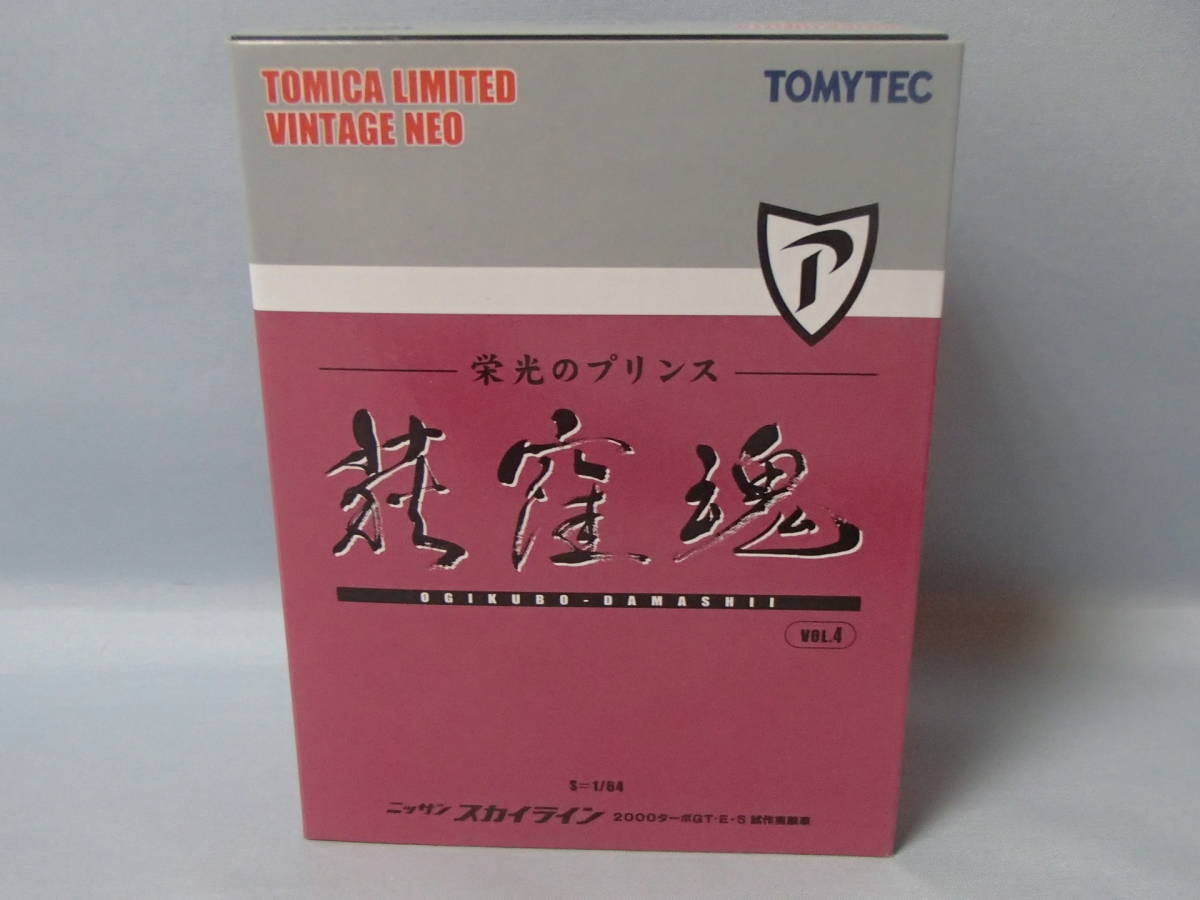 TOMICA LIMITED
VINTAGE NEO
TOMYTEC
P
栄光のプリンス
荻窪魂
OGIKUBO-DAMASHII
VOL.4
S=1/64
ニッサン スカイライン 2000ターボGT-E・S 試作実験車